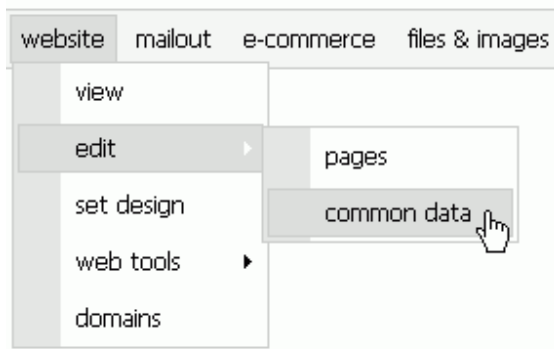 website mailout e-commerce files & images
view
edit
pages
set design
common data
web tools
domains